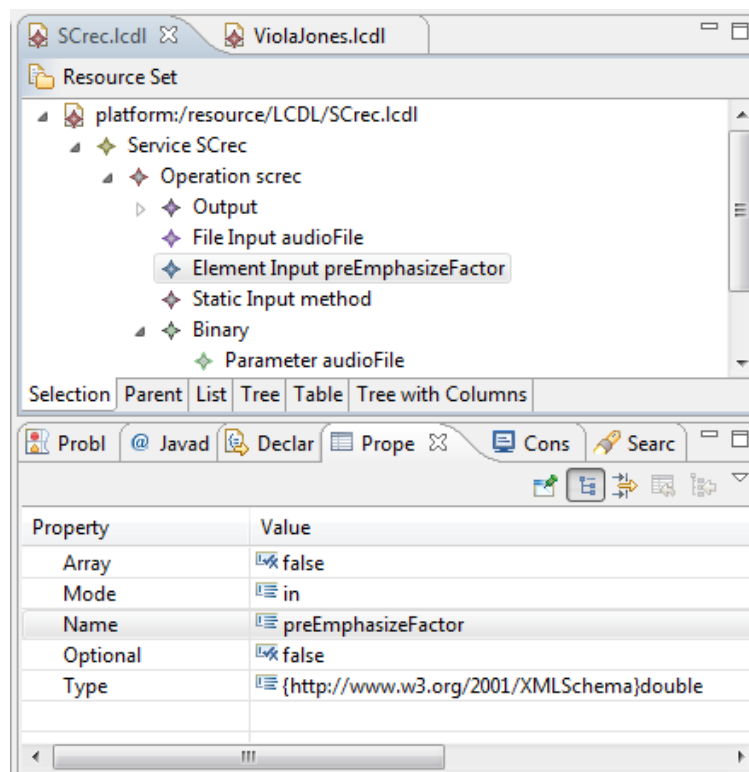 SCrec.lcdl ViolaJones.lcdl
Resource Set
platform:/resource/LCDL/SCrec.lcdl
Service SCrec
Operation screc
Output
File Input audioFile
Element Input preEmphasizeFactor
Static Input method
Binary
Parameter audioFile
Selection Parent List Tree Table Tree with Columns
Probl @ Javad Declar Prope Cons Searc
Property Value
Array false
Mode in
Name preEmphasizeFactor
Optional false
Type {http://www.w3.org/2001/XMLSchema}double